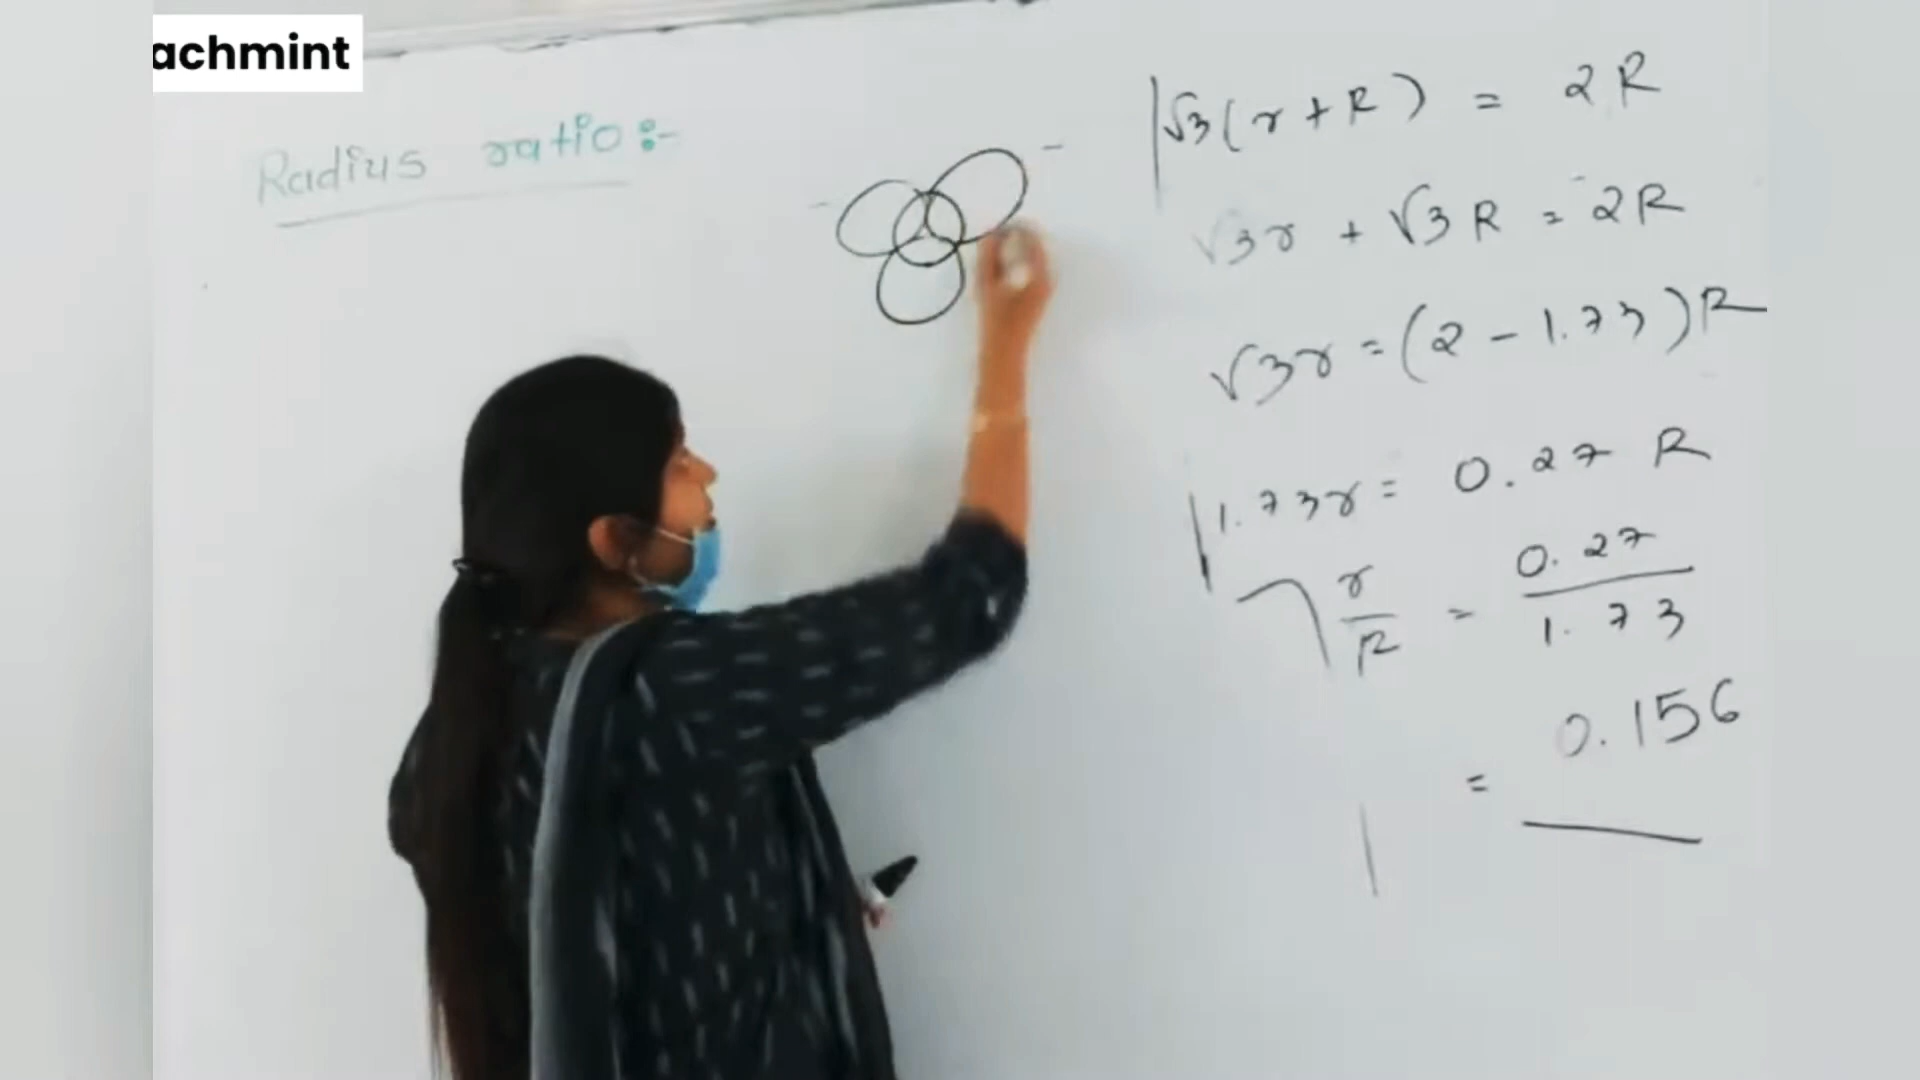 achmint
Radius ratio:-
√3(r+R) = 2R
√3r + √3R = 2R
√3r = (2 - 1.73)R
1.73r = 0.27 R
r/R = 0.27/1.73
= 0.156